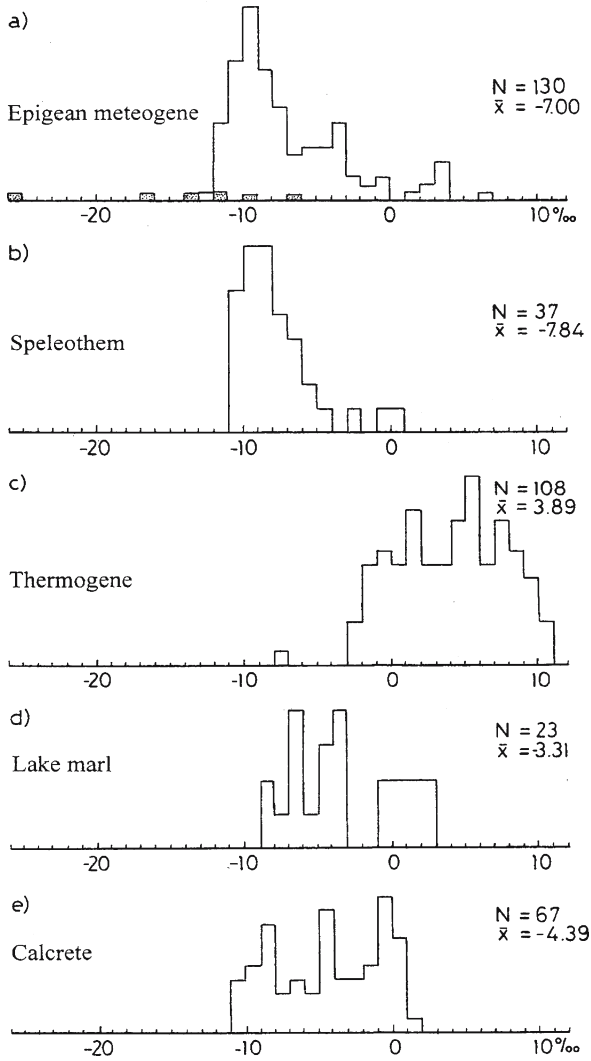 a)
N = 130
x̄ = -7.00
Epigean meteogene
-20 -10 0 10‰
b)
N = 37
x̄ = -7.84
Speleothem
-20 -10 0 10
c)
N = 108
x̄ = 3.89
Thermogene
-20 -10 0 10
d)
N = 23
x̄ = -3.31
Lake marl
-20 -10 0 10
e)
N = 67
x̄ = -4.39
Calcrete
-20 -10 0 10‰